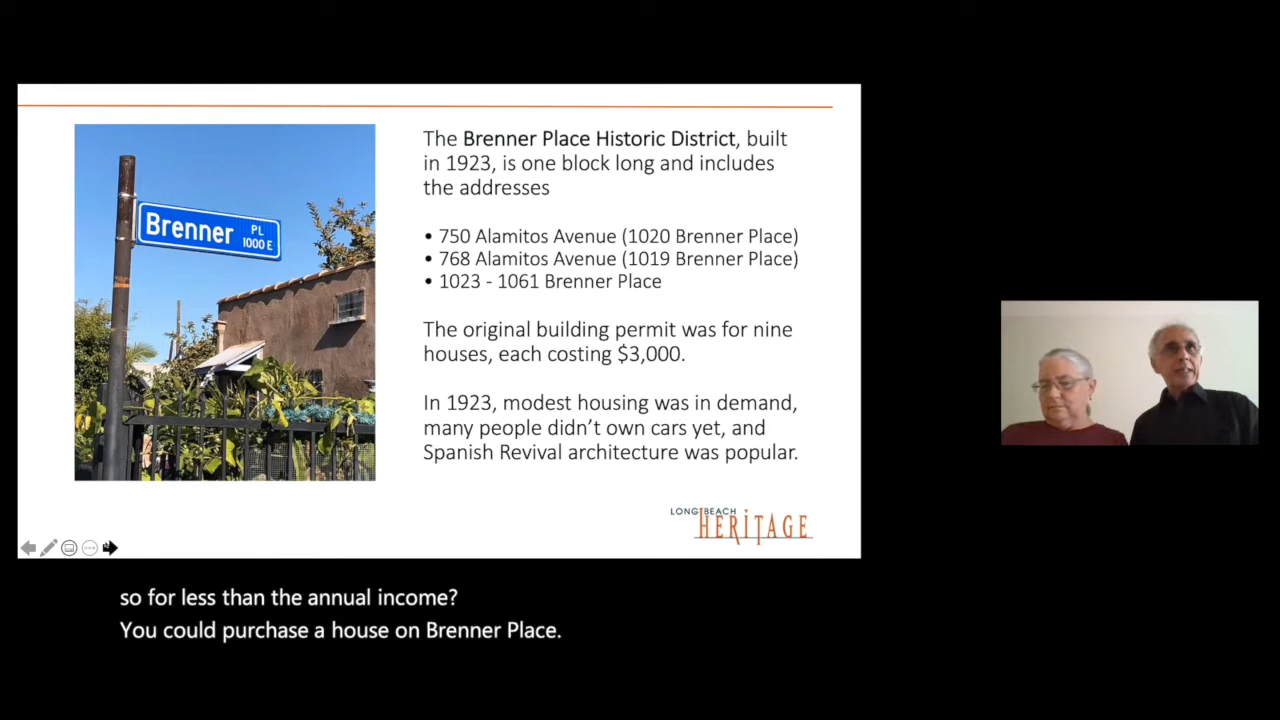 Brenner PL
1000 E
The Brenner Place Historic District, built
in 1923, is one block long and includes
the addresses
• 750 Alamitos Avenue (1020 Brenner Place)
• 768 Alamitos Avenue (1019 Brenner Place)
• 1023 - 1061 Brenner Place
The original building permit was for nine
houses, each costing $3,000.
In 1923, modest housing was in demand,
many people didn’t own cars yet, and
Spanish Revival architecture was popular.
LONG BEACH
HERITAGE
so for less than the annual income?
You could purchase a house on Brenner Place.